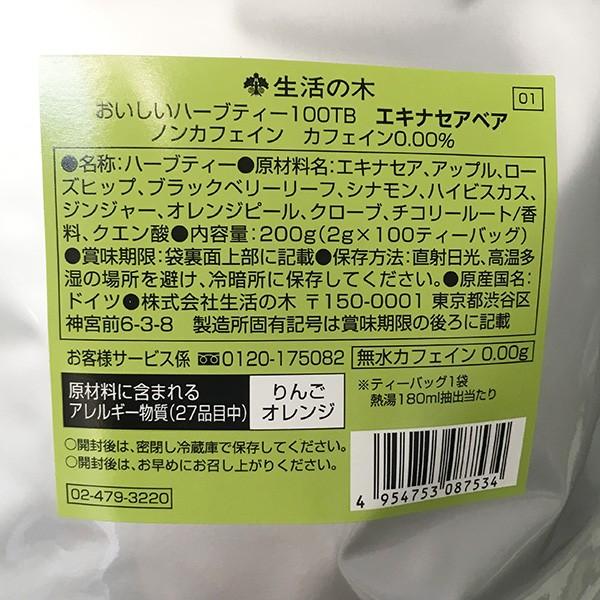 生活の木
01
おいしいハーブティー100TB エキナセアベア
ノンカフェイン カフェイン0.00%
●名称:ハーブティー●原材料名:エキナセア、アップル、ロー
ズヒップ、ブラックベリーリーフ、シナモン、ハイビスカス、
ジンジャー、オレンジピール、クローブ、チコリールート/香
料、クエン酸●内容量:200g(2g×100ティーバッグ)
●賞味期限:袋裏面上部に記載●保存方法:直射日光、高温多
湿の場所を避け、冷暗所に保存してください。●原産国名:
ドイツ●株式会社生活の木 〒150-0001 東京都渋谷区
神宮前6-3-8 製造所固有記号は賞味期限の後ろに記載
お客様サービス係 0120-175082
無水カフェイン 0.00g
※ティーバッグ1袋
熱湯180ml抽出当たり
原材料に含まれる
アレルギー物質(27品目中)
りんご
オレンジ
○開封後は、密閉し冷蔵庫で保存してください。
○開封後は、お早めにお召し上がりください。
02-479-3220
4 954753 087534